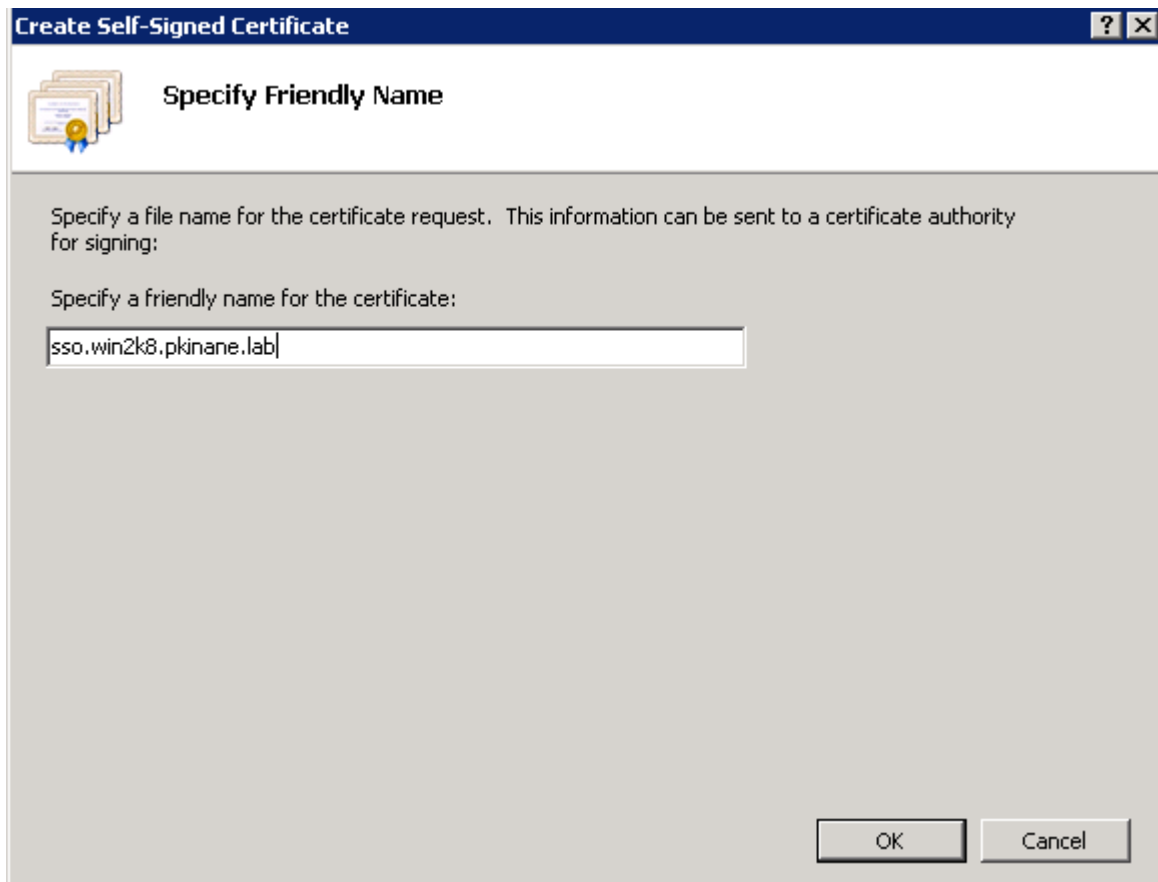 Create Self-Signed Certificate
Specify Friendly Name
Specify a file name for the certificate request.  This information can be sent to a certificate authority
for signing:
Specify a friendly name for the certificate:
sso.win2k8.pkinane.lab
OK
Cancel